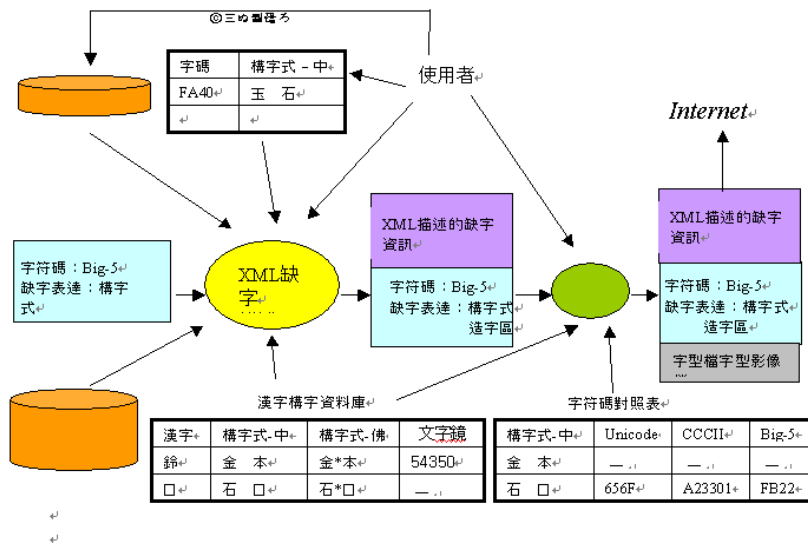 字碼 構字式－中
FA40 玉 石
使用者
Internet
XML描述的缺字
資訊
XML描述的缺字
資訊
字符碼：Big-5
缺字表達：構字
式
XML缺
字
字符碼：Big-5
缺字表達：構字式
造字區
字符碼：Big-5
缺字表達：構字式
造字區
字型檔字型影像
漢字構字資料庫
字符碼對照表
漢字 構字式-中 構字式-佛 文字鏡
鈴 金 本 金*本 54350
口 石 口 石*口 —
構字式-中 Unicode CCCII Big-5
金 本 — — —
石 口 656F A23301 FB22